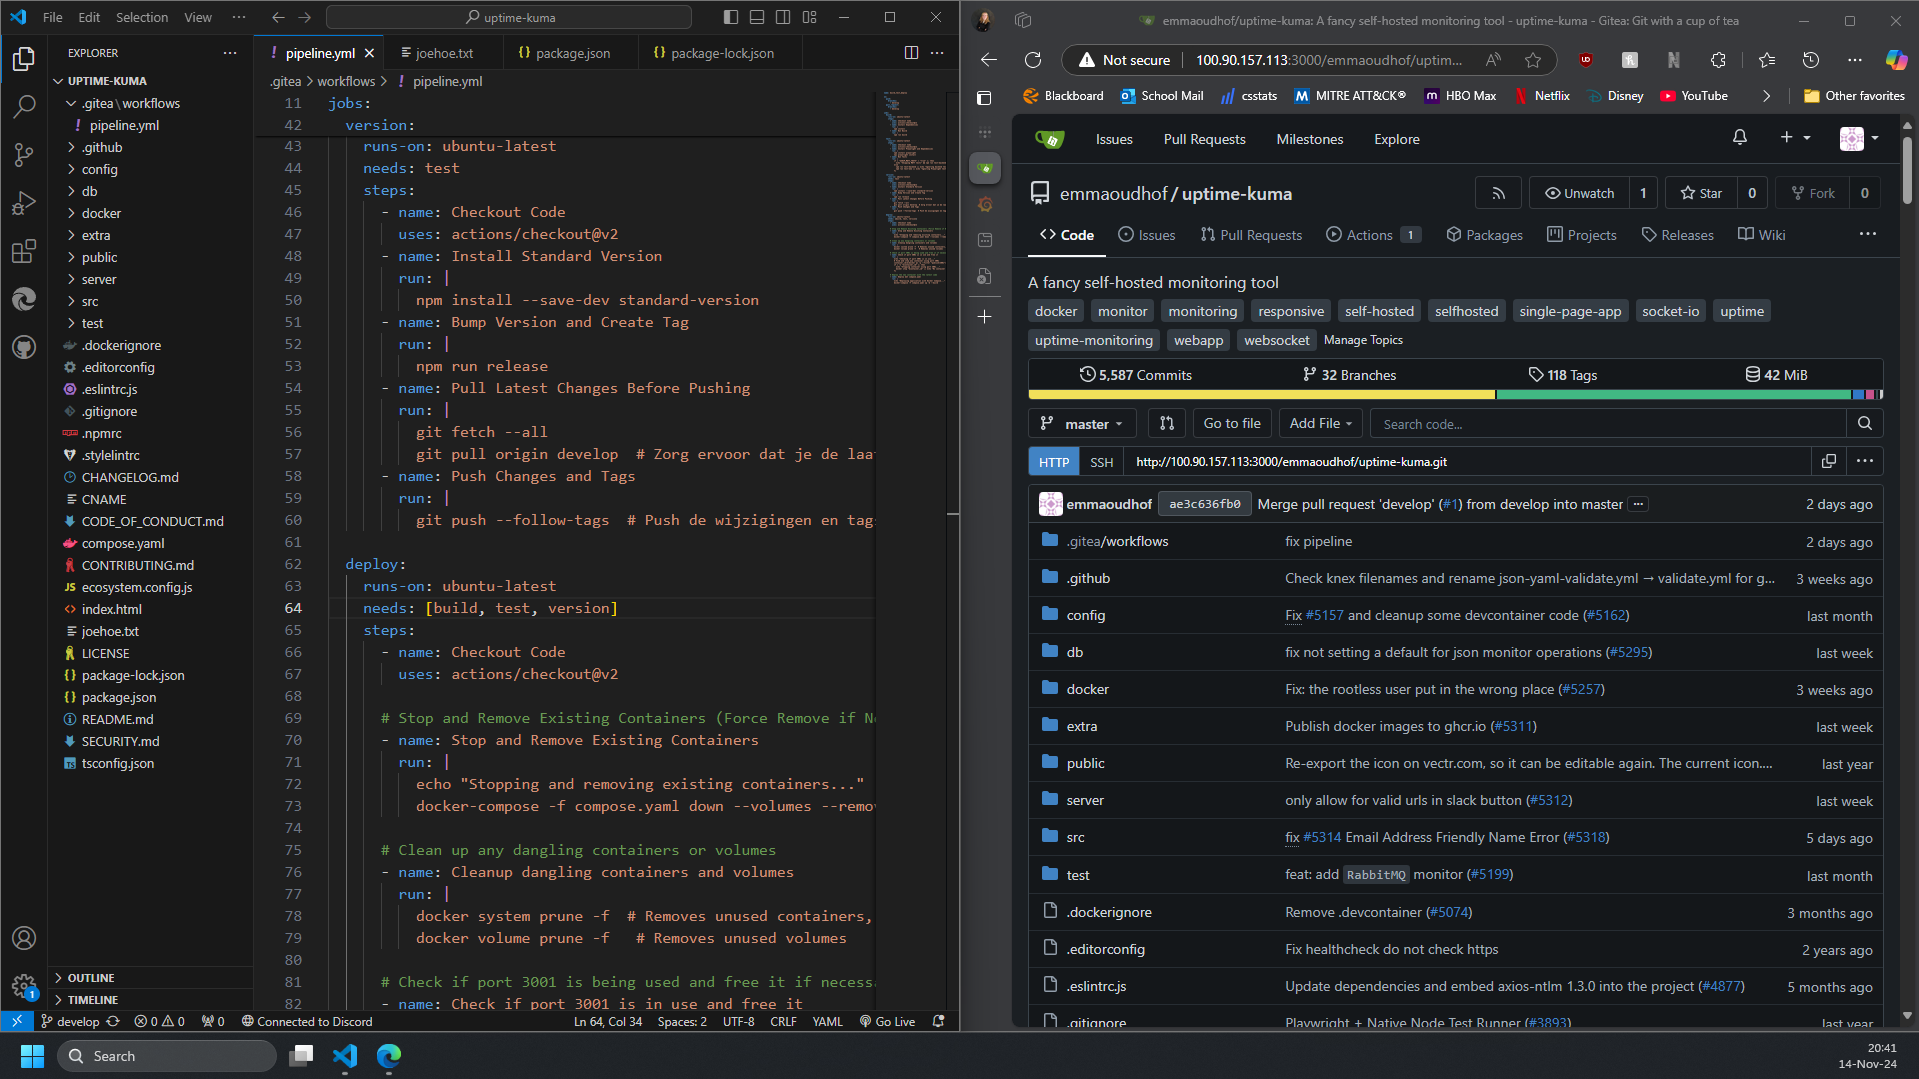 File Edit Selection View ··· uptime-kuma
EXPLORER
UPTIME-KUMA
.gitea\workflows
! pipeline.yml
.github
config
db
docker
extra
public
server
src
test
.dockerignore
.editorconfig
.eslintrc.js
.gitignore
.npmrc
.stylelintrc
CHANGELOG.md
CNAME
CODE_OF_CONDUCT.md
compose.yaml
CONTRIBUTING.md
JS ecosystem.config.js
index.html
joehoe.txt
LICENSE
{} package-lock.json
{} package.json
README.md
SECURITY.md
TS tsconfig.json
OUTLINE
TIMELINE
! pipeline.yml joehoe.txt {} package.json {} package-lock.json
.gitea > workflows > ! pipeline.yml
11 jobs:
42 version:
43 runs-on: ubuntu-latest
44 needs: test
45 steps:
46 - name: Checkout Code
47 uses: actions/checkout@v2
48 - name: Install Standard Version
49 run: |
50 npm install --save-dev standard-version
51 - name: Bump Version and Create Tag
52 run: |
53 npm run release
54 - name: Pull Latest Changes Before Pushing
55 run: |
56 git fetch --all
57 git pull origin develop # Zorg ervoor dat je de laa
58 - name: Push Changes and Tags
59 run: |
60 git push --follow-tags # Push de wijzigingen en tags
61
62 deploy:
63 runs-on: ubuntu-latest
64 needs: [build, test, version]
65 steps:
66 - name: Checkout Code
67 uses: actions/checkout@v2
68
69 # Stop and Remove Existing Containers (Force Remove if N
70 - name: Stop and Remove Existing Containers
71 run: |
72 echo "Stopping and removing existing containers..."
73 docker-compose -f compose.yaml down --volumes --remov
74
75 # Clean up any dangling containers or volumes
76 - name: Cleanup dangling containers and volumes
77 run: |
78 docker system prune -f # Removes unused containers,
79 docker volume prune -f # Removes unused volumes
80
81 # Check if port 3001 is being used and free it if necess
82 - name: Check if port 3001 is in use and free it
1
develop 0 0 0 Connected to Discord Ln 64, Col 34 Spaces: 2 UTF-8 CRLF YAML Go Live
emmaoudhof/uptime-kuma: A fancy self-hosted monitoring tool - uptime-kuma - Gitea: Git with a cup of tea
Not secure 100.90.157.113:3000/emmaoudhof/uptim...
Blackboard School Mail csstats MITRE ATT&CK® HBO Max Netflix Disney YouTube Other favorites
Issues Pull Requests Milestones Explore
emmaoudhof/uptime-kuma Unwatch 1 Star 0 Fork 0
Code Issues Pull Requests Actions 1 Packages Projects Releases Wiki
A fancy self-hosted monitoring tool
docker monitor monitoring responsive self-hosted selfhosted single-page-app socket-io uptime
uptime-monitoring webapp websocket Manage Topics
5,587 Commits 32 Branches 118 Tags 42 MiB
master Go to file Add File Search code...
HTTP SSH http://100.90.157.113:3000/emmaoudhof/uptime-kuma.git
emmaoudhof ae3c636fb0 Merge pull request 'develop' (#1) from develop into master ... 2 days ago
.gitea/workflows fix pipeline 2 days ago
.github Check knex filenames and rename json-yaml-validate.yml → validate.yml for g... 3 weeks ago
config Fix #5157 and cleanup some devcontainer code (#5162) last month
db fix not setting a default for json monitor operations (#5295) last week
docker Fix: the rootless user put in the wrong place (#5257) 3 weeks ago
extra Publish docker images to ghcr.io (#5311) last week
public Re-export the icon on vectr.com, so it can be editable again. The current icon.... last year
server only allow for valid urls in slack button (#5312) last week
src fix #5314 Email Address Friendly Name Error (#5318) 5 days ago
test feat: add RabbitMQ monitor (#5199) last month
.dockerignore Remove .devcontainer (#5074) 3 months ago
.editorconfig Fix healthcheck do not check https 2 years ago
.eslintrc.js Update dependencies and embed axios-ntlm 1.3.0 into the project (#4877) 5 months ago
.gitignore Playwright + Native Node Test Runner (#3893) last year
Search
20:41
14-Nov-24